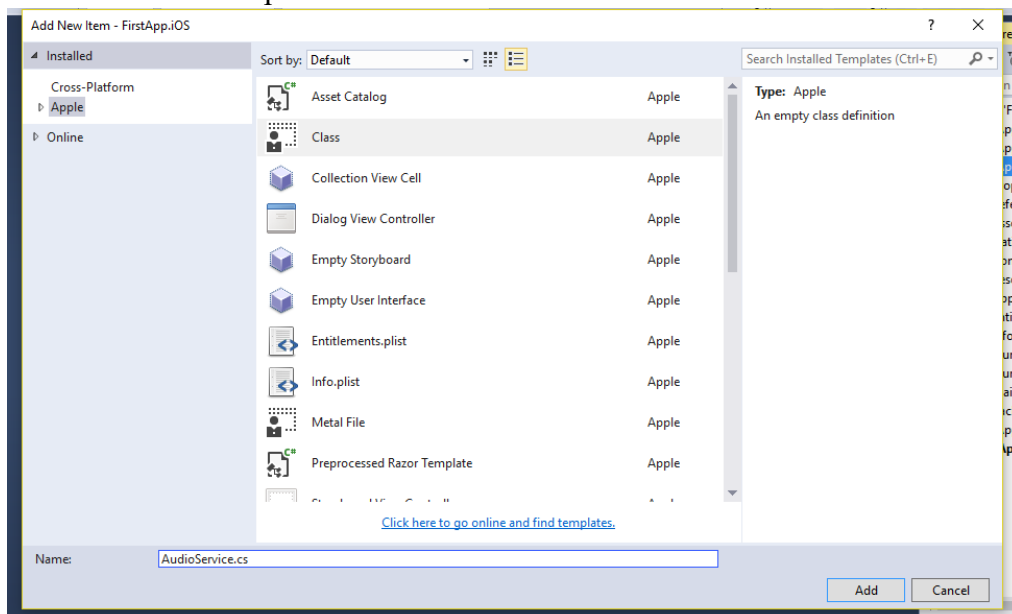 Add New Item - FirstApp.iOS ? ×
Installed
Sort by: Default
Search Installed Templates (Ctrl+E)
Cross-Platform
Apple
Online
C# Asset Catalog Apple
Class Apple
Collection View Cell Apple
Dialog View Controller Apple
Empty Storyboard Apple
Empty User Interface Apple
Entitlements.plist Apple
Info.plist Apple
Metal File Apple
C# Preprocessed Razor Template Apple
Type: Apple
An empty class definition
Click here to go online and find templates.
Name: AudioService.cs
Add Cancel